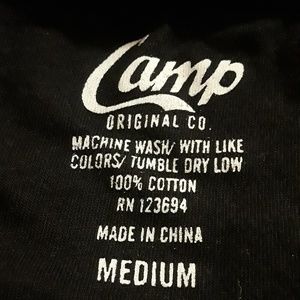 Camp
ORIGINAL CO.
MACHINE WASH/ WITH LIKE
COLORS/ TUMBLE DRY LOW
100% COTTON
RN 123694
MADE IN CHINA
MEDIUM